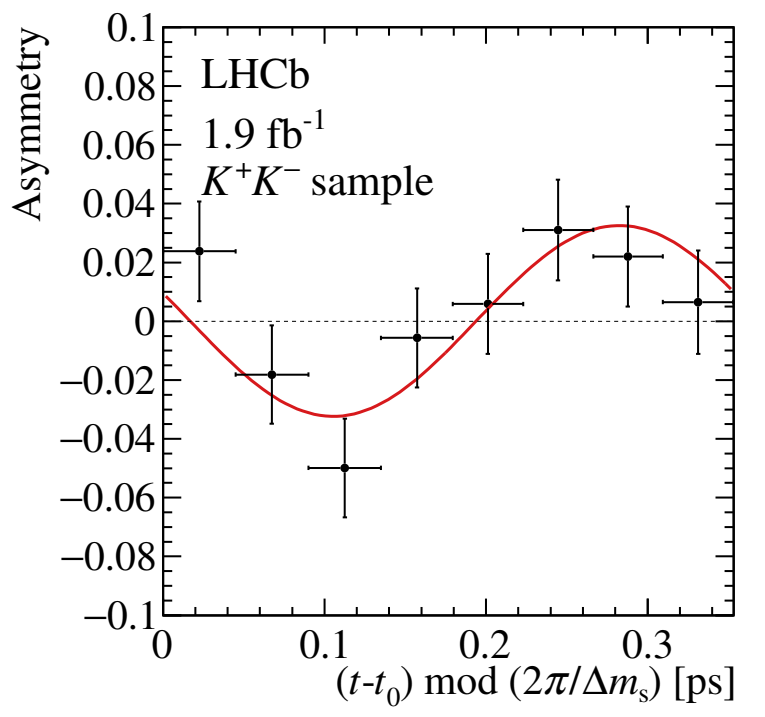 Asymmetry
0.1
0.08
0.06
0.04
0.02
0
−0.02
−0.04
−0.06
−0.08
−0.1
LHCb
1.9 fb⁻¹
K⁺K⁻ sample
0 0.1 0.2 0.3
(t-t₀) mod (2π/Δmₛ) [ps]